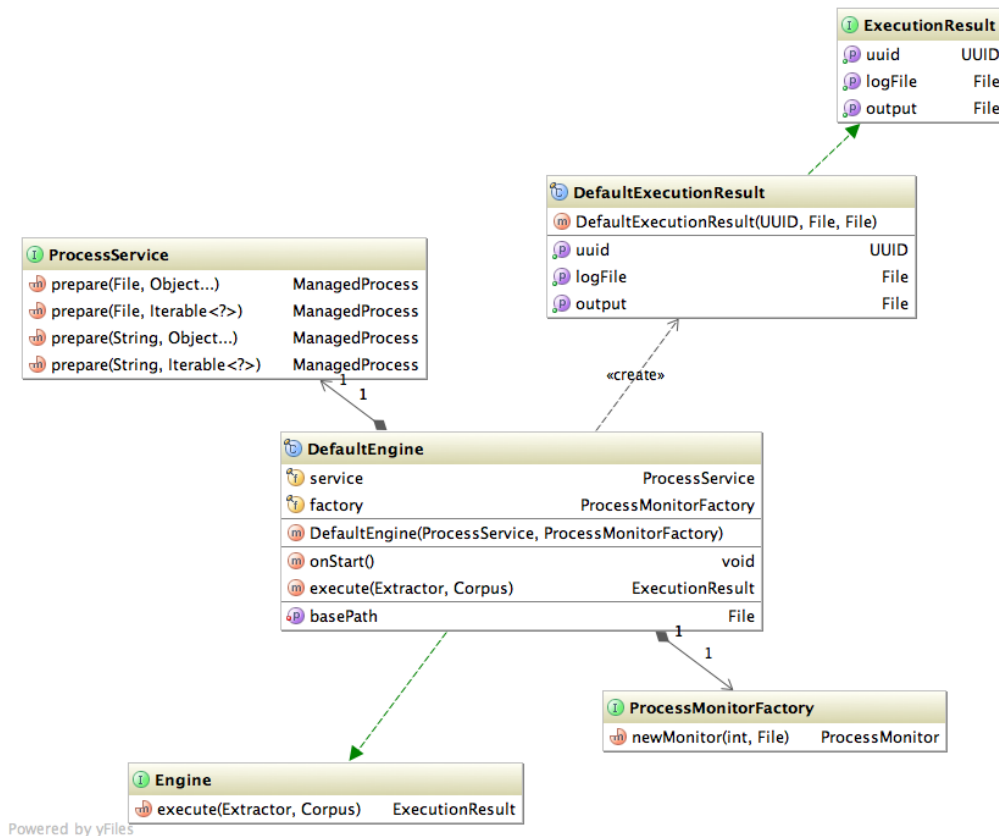 ExecutionResult
uuid UUID
logFile File
output File
DefaultExecutionResult
DefaultExecutionResult(UUID, File, File)
uuid UUID
logFile File
output File
ProcessService
prepare(File, Object...) ManagedProcess
prepare(File, Iterable<?>) ManagedProcess
prepare(String, Object...) ManagedProcess
prepare(String, Iterable<?>) ManagedProcess
1
1
«create»
DefaultEngine
service ProcessService
factory ProcessMonitorFactory
DefaultEngine(ProcessService, ProcessMonitorFactory)
onStart() void
execute(Extractor, Corpus) ExecutionResult
basePath File
1
1
ProcessMonitorFactory
newMonitor(int, File) ProcessMonitor
Engine
execute(Extractor, Corpus) ExecutionResult
Powered by yFiles